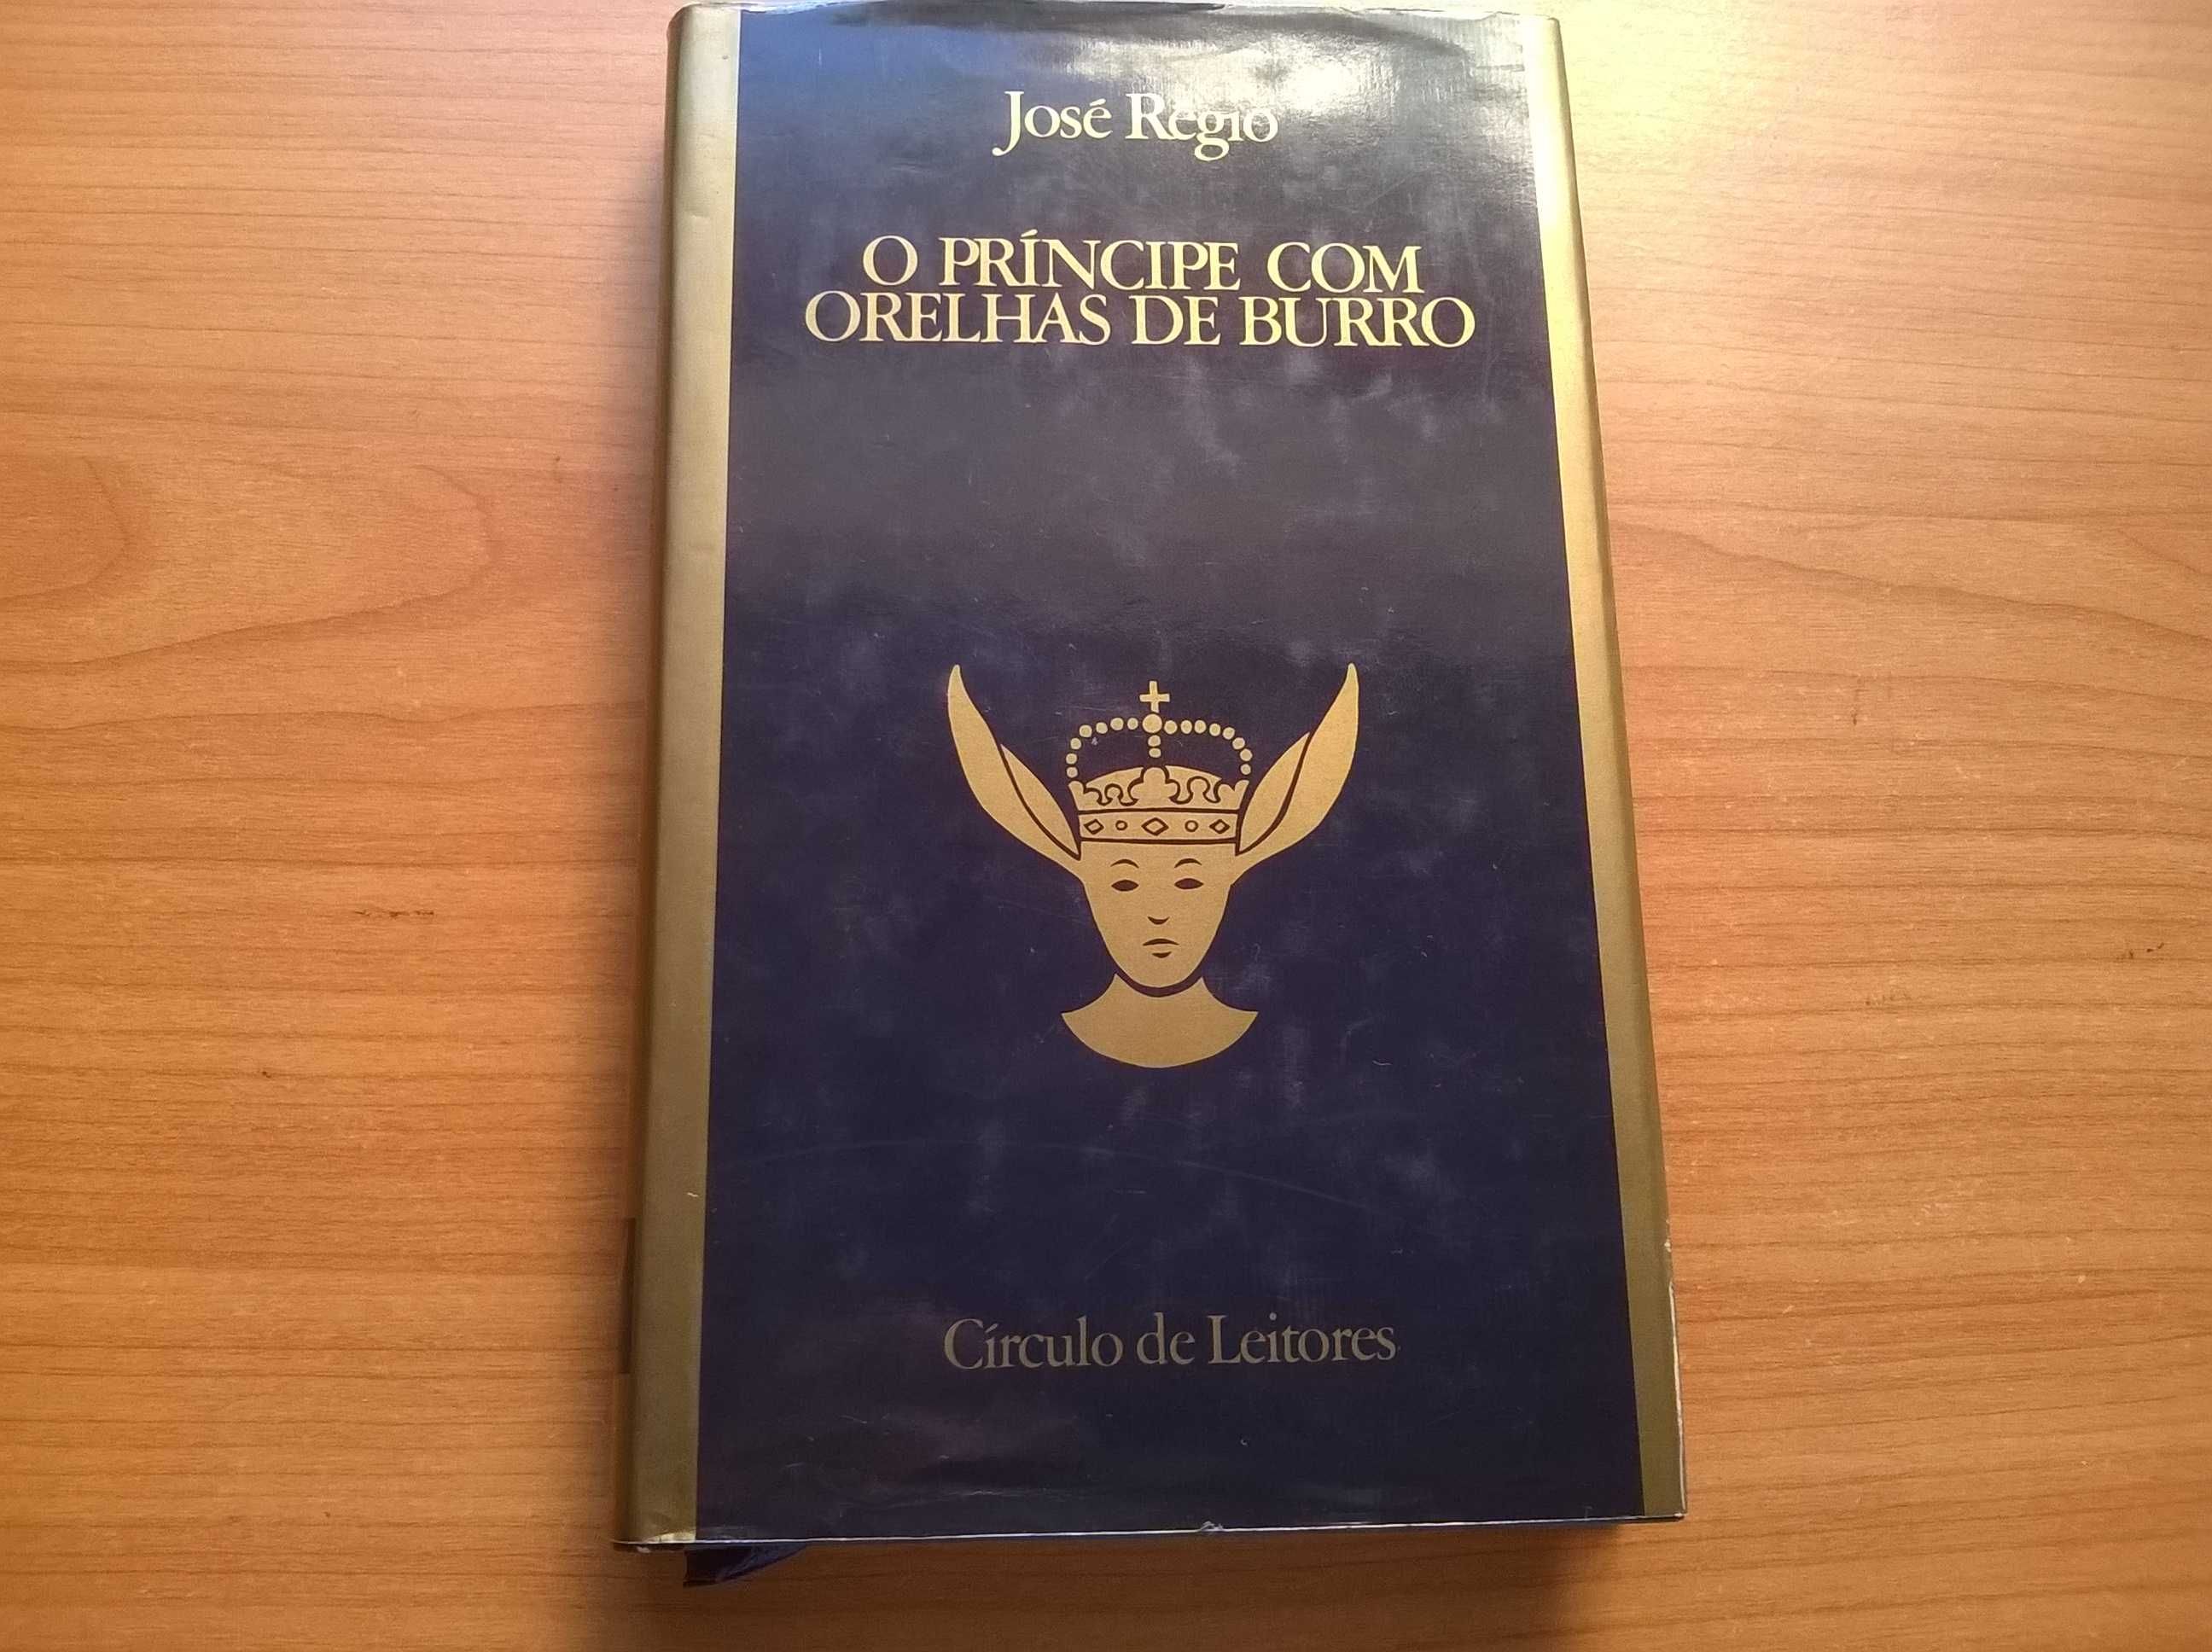 José Régio
O PRÍNCIPE COM
ORELHAS DE BURRO
Círculo de Leitores